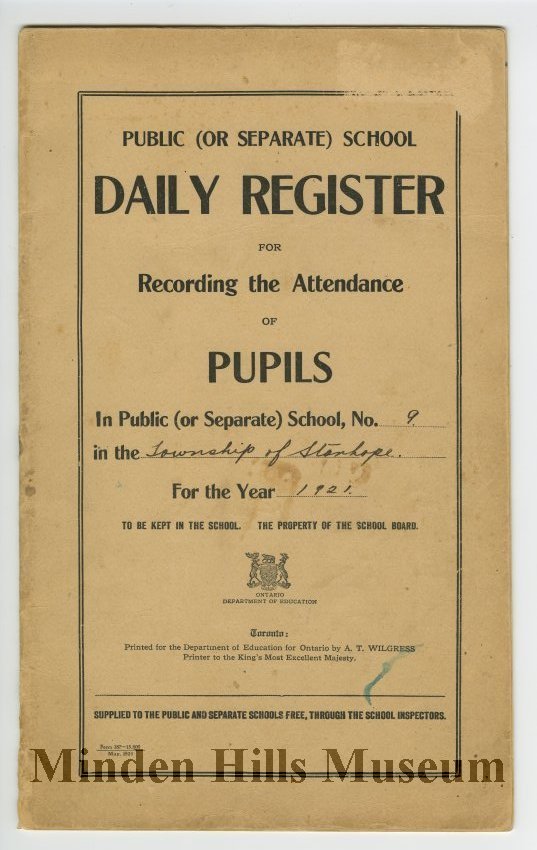 PUBLIC (OR SEPARATE) SCHOOL
DAILY REGISTER
FOR
Recording the Attendance
OF
PUPILS
In Public (or Separate) School, No. 9.
in the Township of Stanhope.
For the Year 1921.
TO BE KEPT IN THE SCHOOL. THE PROPERTY OF THE SCHOOL BOARD.
ONTARIO
DEPARTMENT OF EDUCATION
Toronto:
Printed for the Department of Education for Ontario by A. T. WILGRESS
Printer to the King's Most Excellent Majesty.
SUPPLIED TO THE PUBLIC AND SEPARATE SCHOOLS FREE, THROUGH THE SCHOOL INSPECTORS.
Form
Minden Hills Museum